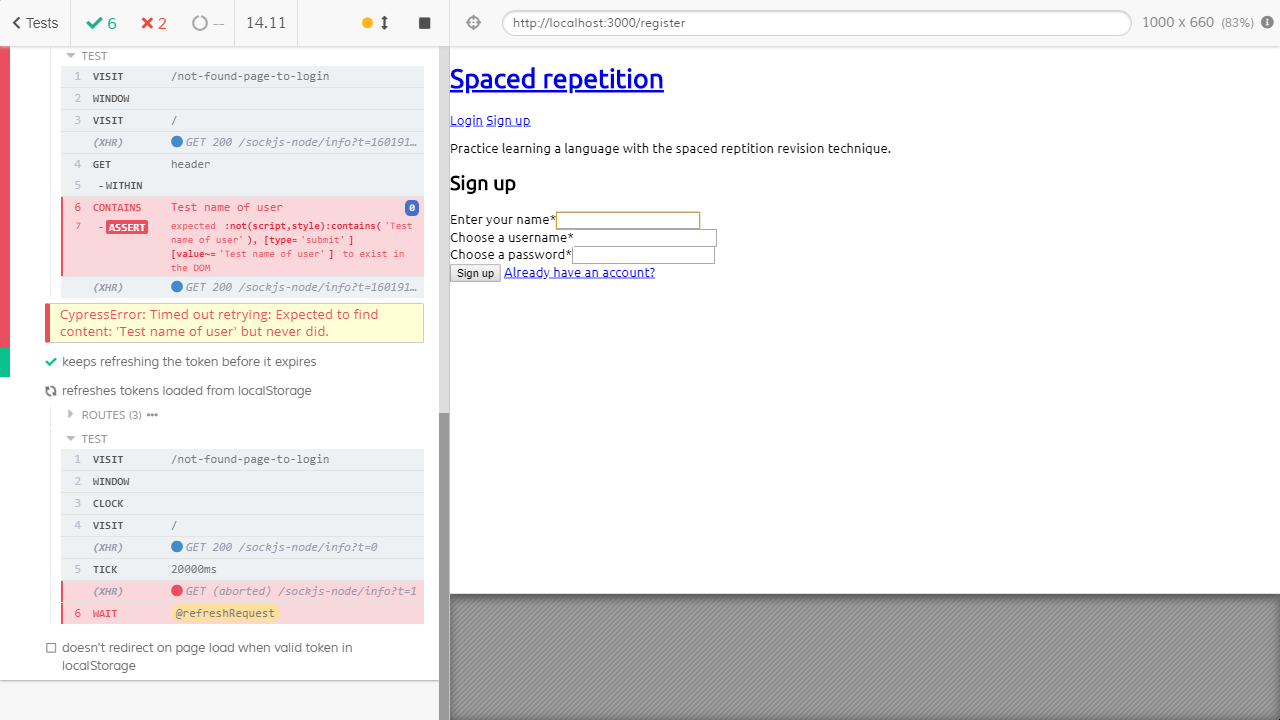 Tests 6 2 -- 14.11
http://localhost:3000/register
1000 x 660 (83%)
TEST
1 VISIT /not-found-page-to-login
2 WINDOW
3 VISIT /
(XHR) GET 200 /sockjs-node/info?t=160191…
4 GET header
5 -WITHIN
6 CONTAINS Test name of user 0
7 -ASSERT expected :not(script,style):contains('Test
name of user'), [type='submit']
[value~='Test name of user'] to exist in
the DOM
(XHR) GET 200 /sockjs-node/info?t=160191…
CypressError: Timed out retrying: Expected to find
content: 'Test name of user' but never did.
keeps refreshing the token before it expires
refreshes tokens loaded from localStorage
ROUTES (3)
TEST
1 VISIT /not-found-page-to-login
2 WINDOW
3 CLOCK
4 VISIT /
(XHR) GET 200 /sockjs-node/info?t=0
5 TICK 20000ms
(XHR) GET (aborted) /sockjs-node/info?t=1
6 WAIT @refreshRequest
doesn't redirect on page load when valid token in
localStorage
Spaced repetition
Login Sign up
Practice learning a language with the spaced reptition revision technique.
Sign up
Enter your name*
Choose a username*
Choose a password*
Sign up Already have an account?